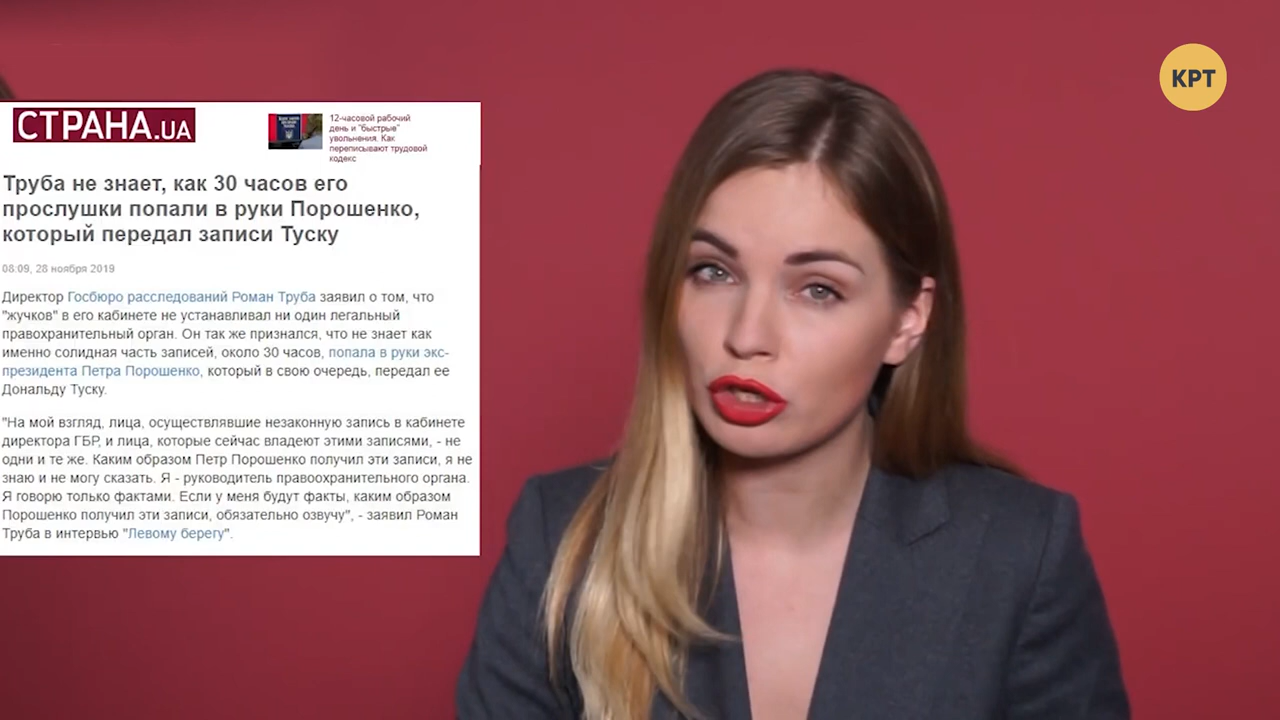 КРТ
СТРАНА.UA
12-часовой рабочий
день и "быстрые"
увольнения. Как
переписывают трудовой
кодекс
Труба не знает, как 30 часов его
прослушки попали в руки Порошенко,
который передал записи Туску
08:09, 28 ноября 2019
Директор Госбюро расследований Роман Труба заявил о том, что
"жучков" в его кабинете не устанавливал ни один легальный
правохранительный орган. Он так же признался, что не знает как
именно солидная часть записей, около 30 часов, попала в руки экс-
президента Петра Порошенко, который в свою очередь, передал ее
Дональду Туску.
"На мой взгляд, лица, осуществлявшие незаконную запись в кабинете
директора ГБР, и лица, которые сейчас владеют этими записями, - не
одни и те же. Каким образом Петр Порошенко получил эти записи, я не
знаю и не могу сказать. Я - руководитель правоохранительного органа.
Я говорю только фактами. Если у меня будут факты, каким образом
Порошенко получил эти записи, обязательно озвучу", - заявил Роман
Труба в интервью "Левому берегу".